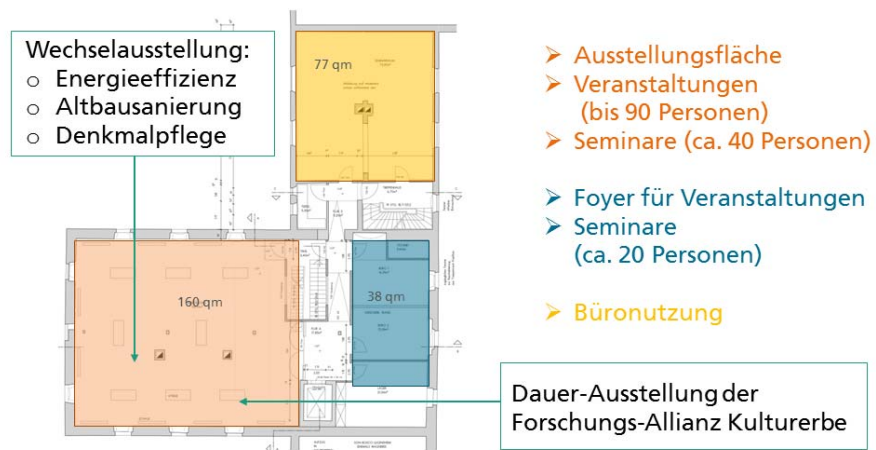 Wechselausstellung:
o Energieeffizienz
o Altbausanierung
o Denkmalpflege
77 qm
160 qm
38 qm
➢ Ausstellungsfläche
➢ Veranstaltungen
(bis 90 Personen)
➢ Seminare (ca. 40 Personen)
➢ Foyer für Veranstaltungen
➢ Seminare
(ca. 20 Personen)
➢ Büronutzung
Dauer-Ausstellung der
Forschungs-Allianz Kulturerbe